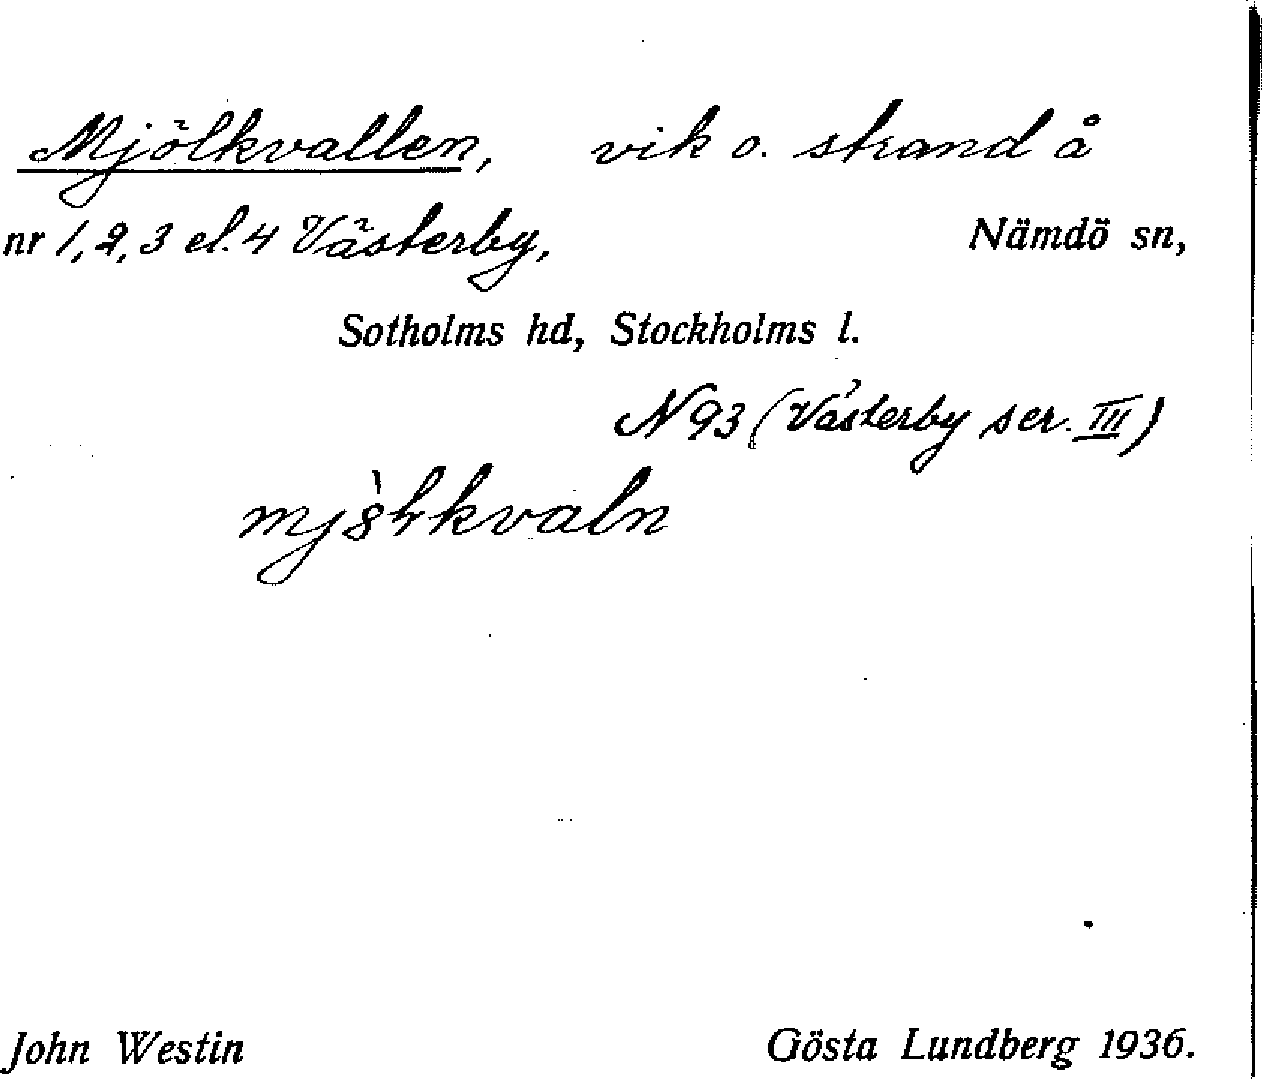 Mjölkvallen, vik o. strand å
nr 1, 2, 3 el. 4 Västerby, Nämdö sn,
Sotholms hd, Stockholms l.
N 93 (Västerby ser. III)
John Westin Gösta Lundberg 1936.